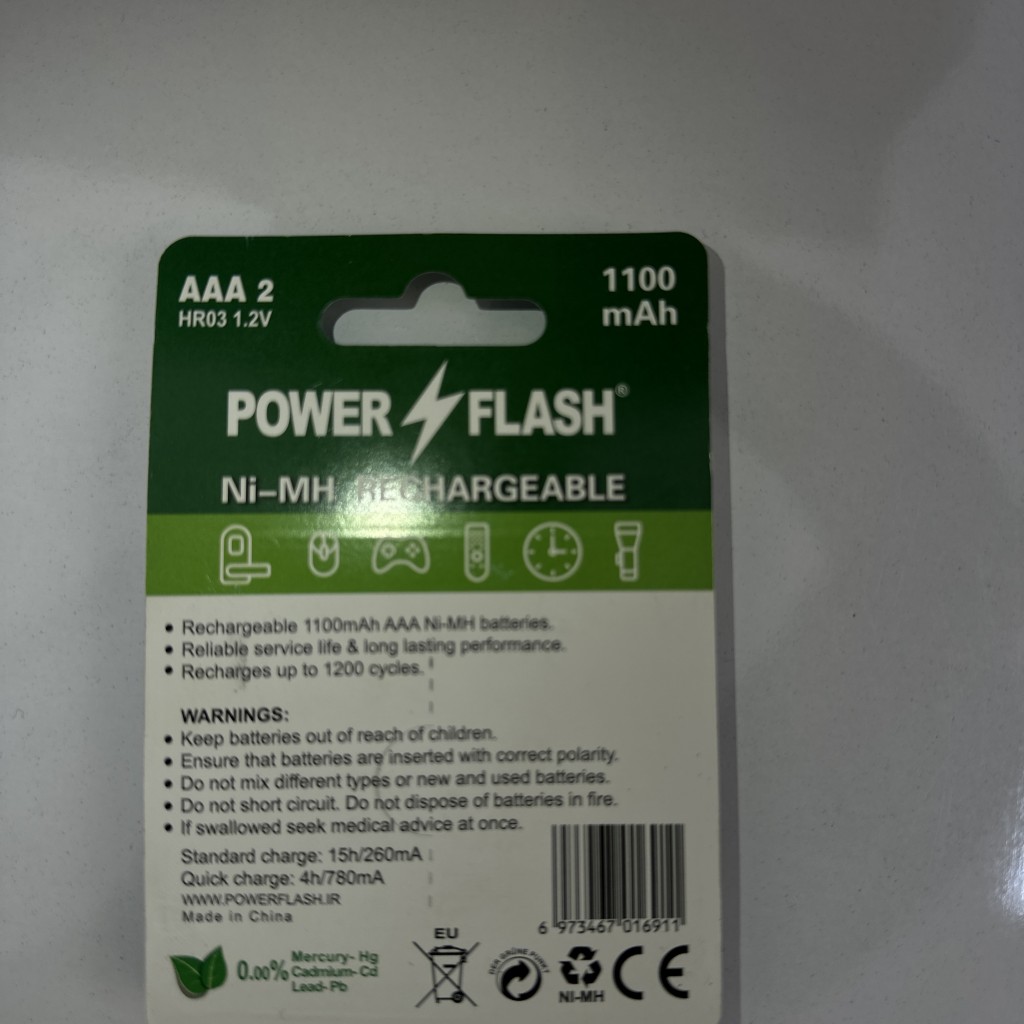 AAA 2
HR03 1.2V
1100
mAh
POWER FLASH®
Ni-MH RECHARGEABLE
• Rechargeable 1100mAh AAA Ni-MH batteries.
• Reliable service life & long lasting performance.
• Recharges up to 1200 cycles.
WARNINGS:
• Keep batteries out of reach of children.
• Ensure that batteries are inserted with correct polarity.
• Do not mix different types or new and used batteries.
• Do not short circuit. Do not dispose of batteries in fire.
• If swallowed seek medical advice at once.
Standard charge: 15h/260mA
Quick charge: 4h/780mA
WWW.POWERFLASH.IR
Made in China
6 973467 016911
0.00%
Mercury- Hg
Cadmium- Cd
Lead- Pb
EU
DER GRÜNE PUNKT
NI-MH
CE